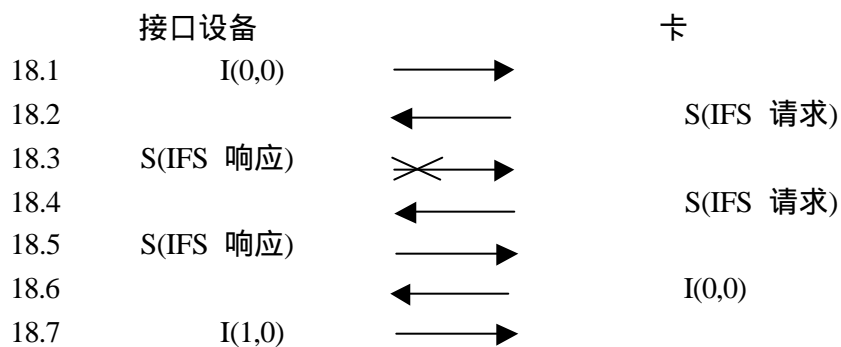 接口设备 卡
18.1 I(0,0)
18.2 S(IFS 请求)
18.3 S(IFS 响应)
18.4 S(IFS 请求)
18.5 S(IFS 响应)
18.6 I(0,0)
18.7 I(1,0)